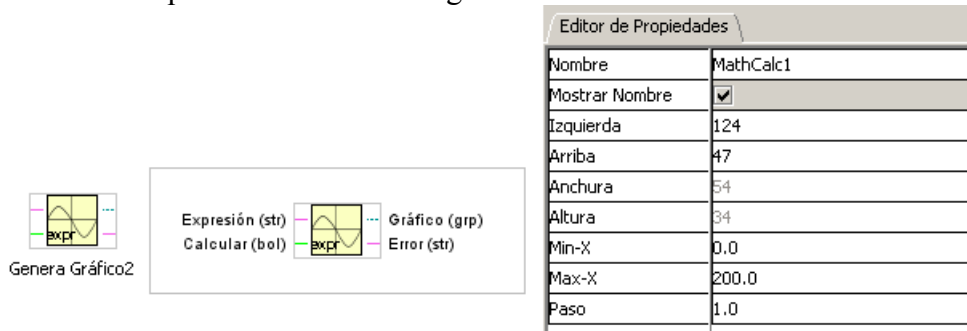 Editor de Propiedades
Nombre MathCalc1
Mostrar Nombre
Izquierda 124
Arriba 47
Anchura 54
Altura 34
Min-X 0.0
Max-X 200.0
Paso 1.0
expr
Genera Gráfico2
Expresión (str) Gráfico (grp)
Calcular (bol) expr Error (str)